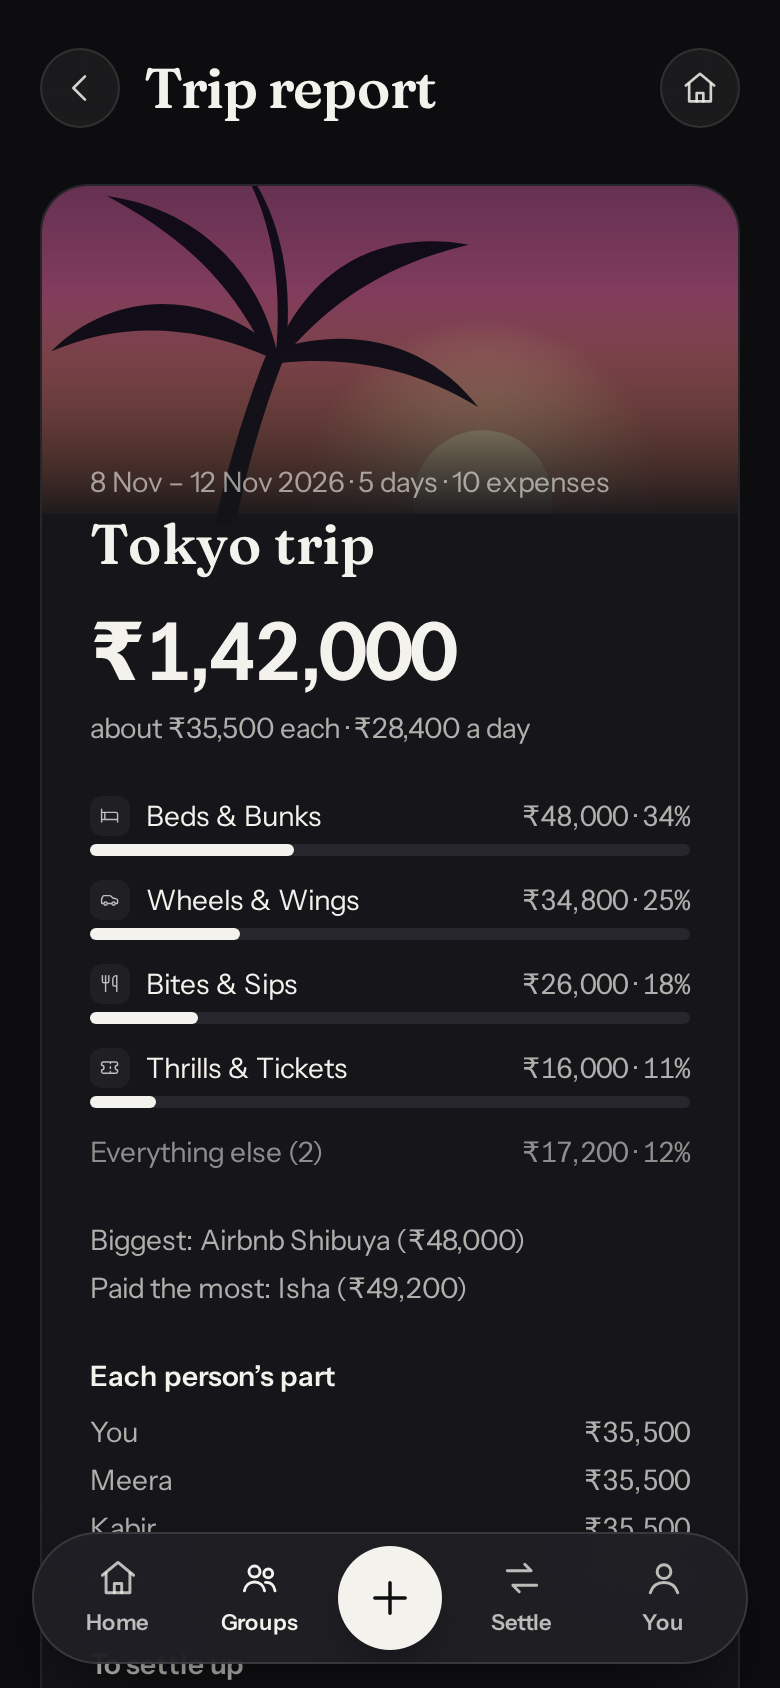 Trip report
8 Nov – 12 Nov 2026 · 5 days · 10 expenses
Tokyo trip
₹1,42,000
about ₹35,500 each · ₹28,400 a day
Beds & Bunks ₹48,000 · 34%
Wheels & Wings ₹34,800 · 25%
Bites & Sips ₹26,000 · 18%
Thrills & Tickets ₹16,000 · 11%
Everything else (2) ₹17,200 · 12%
Biggest: Airbnb Shibuya (₹48,000)
Paid the most: Isha (₹49,200)
Each person’s part
You ₹35,500
Meera ₹35,500
Kabir ₹35,500
Home Groups Settle You
To settle up